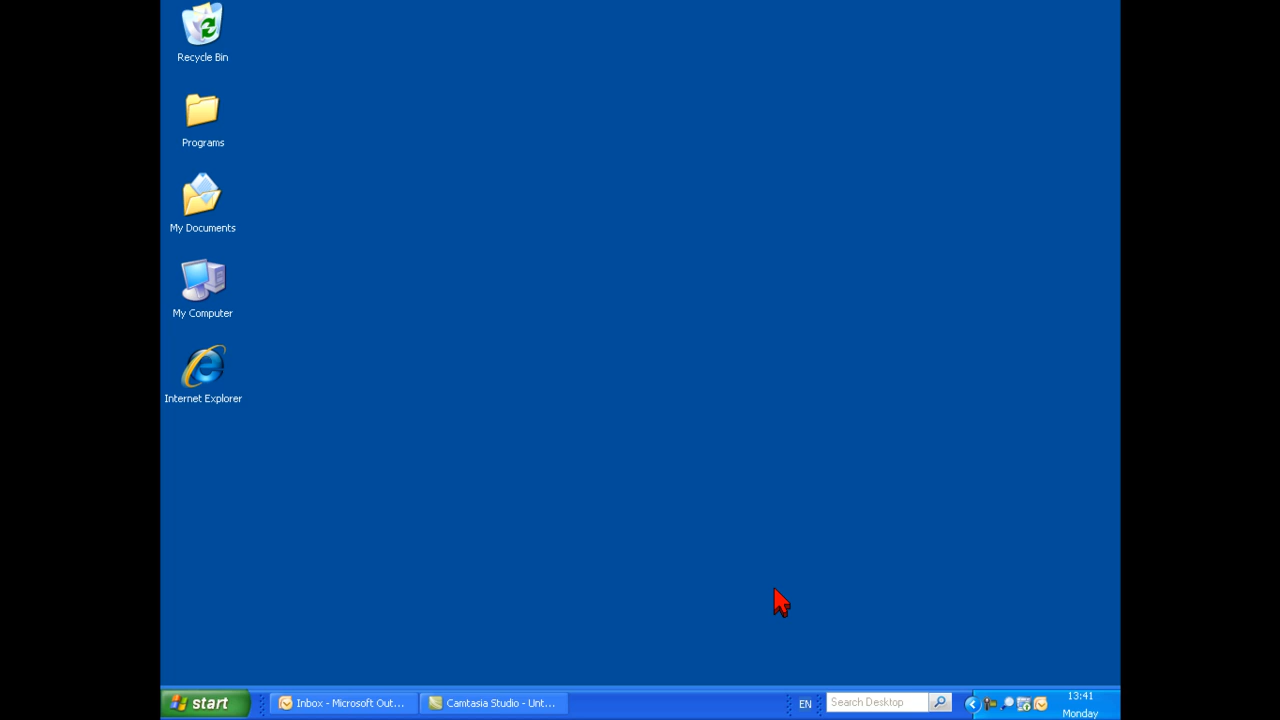 Recycle Bin
Programs
My Documents
My Computer
Internet Explorer
start
Inbox - Microsoft Out...
Camtasia Studio - Unt...
EN
Search Desktop
13:41
Monday